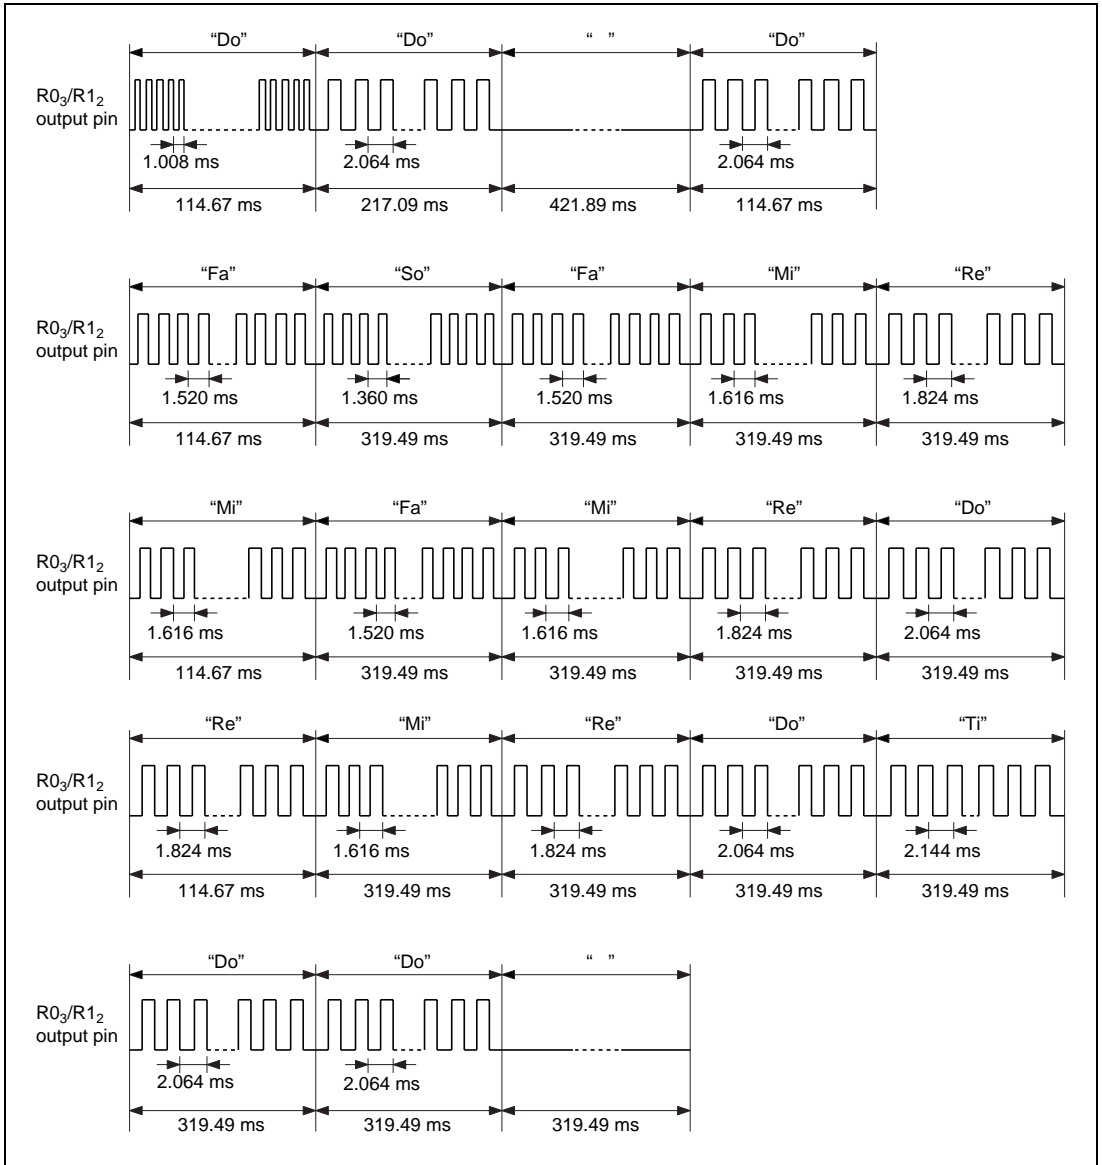 “Do” “Do” “ ” “Do”
R0₃/R1₂
output pin
1.008 ms 2.064 ms 2.064 ms
114.67 ms 217.09 ms 421.89 ms 114.67 ms
“Fa” “So” “Fa” “Mi” “Re”
R0₃/R1₂
output pin
1.520 ms 1.360 ms 1.520 ms 1.616 ms 1.824 ms
114.67 ms 319.49 ms 319.49 ms 319.49 ms 319.49 ms
“Mi” “Fa” “Mi” “Re” “Do”
R0₃/R1₂
output pin
1.616 ms 1.520 ms 1.616 ms 1.824 ms 2.064 ms
114.67 ms 319.49 ms 319.49 ms 319.49 ms 319.49 ms
“Re” “Mi” “Re” “Do” “Ti”
R0₃/R1₂
output pin
1.824 ms 1.616 ms 1.824 ms 2.064 ms 2.144 ms
114.67 ms 319.49 ms 319.49 ms 319.49 ms 319.49 ms
“Do” “Do” “ ”
R0₃/R1₂
output pin
2.064 ms 2.064 ms
319.49 ms 319.49 ms 319.49 ms